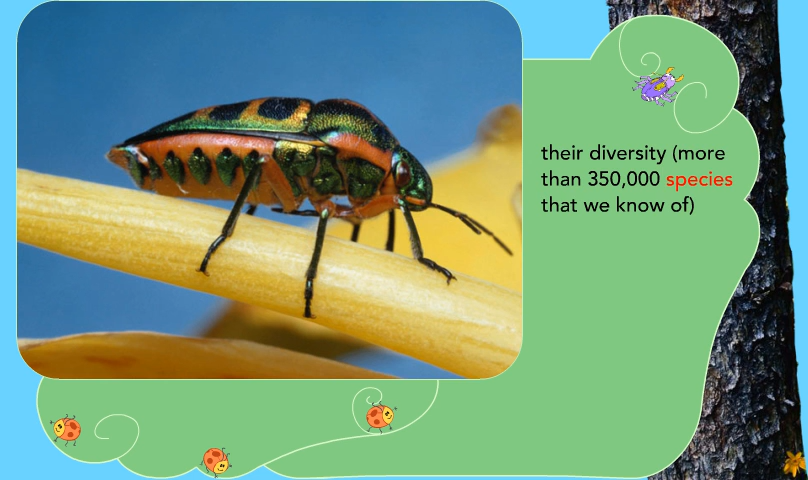 their diversity (more
than 350,000 species
that we know of)